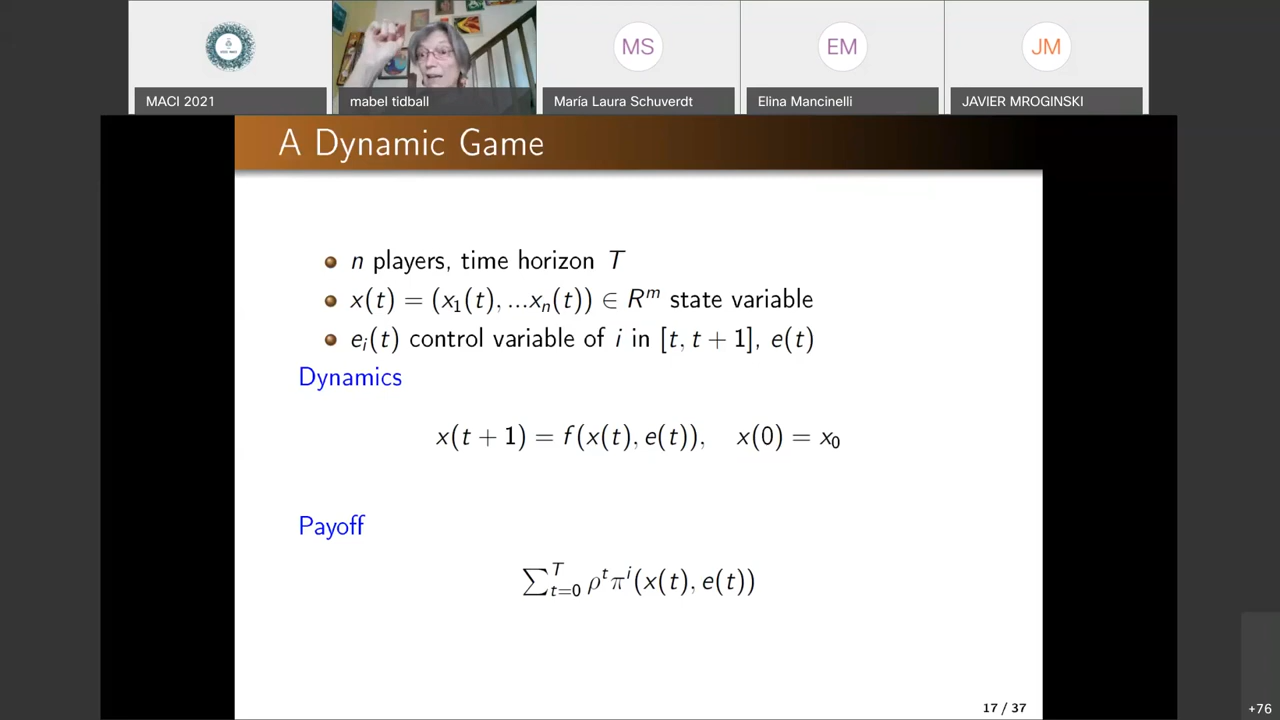 MS
EM
JM
MACI 2021
mabel tidball
María Laura Schuverdt
Elina Mancinelli
JAVIER MROGINSKI
A Dynamic Game
n players, time horizon T
x(t) = (x₁(t), ...xₙ(t)) ∈ Rᵐ state variable
eᵢ(t) control variable of i in [t, t + 1], e(t)
Dynamics
x(t + 1) = f(x(t), e(t)), x(0) = x₀
Payoff
∑ᵀₜ₌₀ ρᵗπⁱ(x(t), e(t))
17 / 37
+76